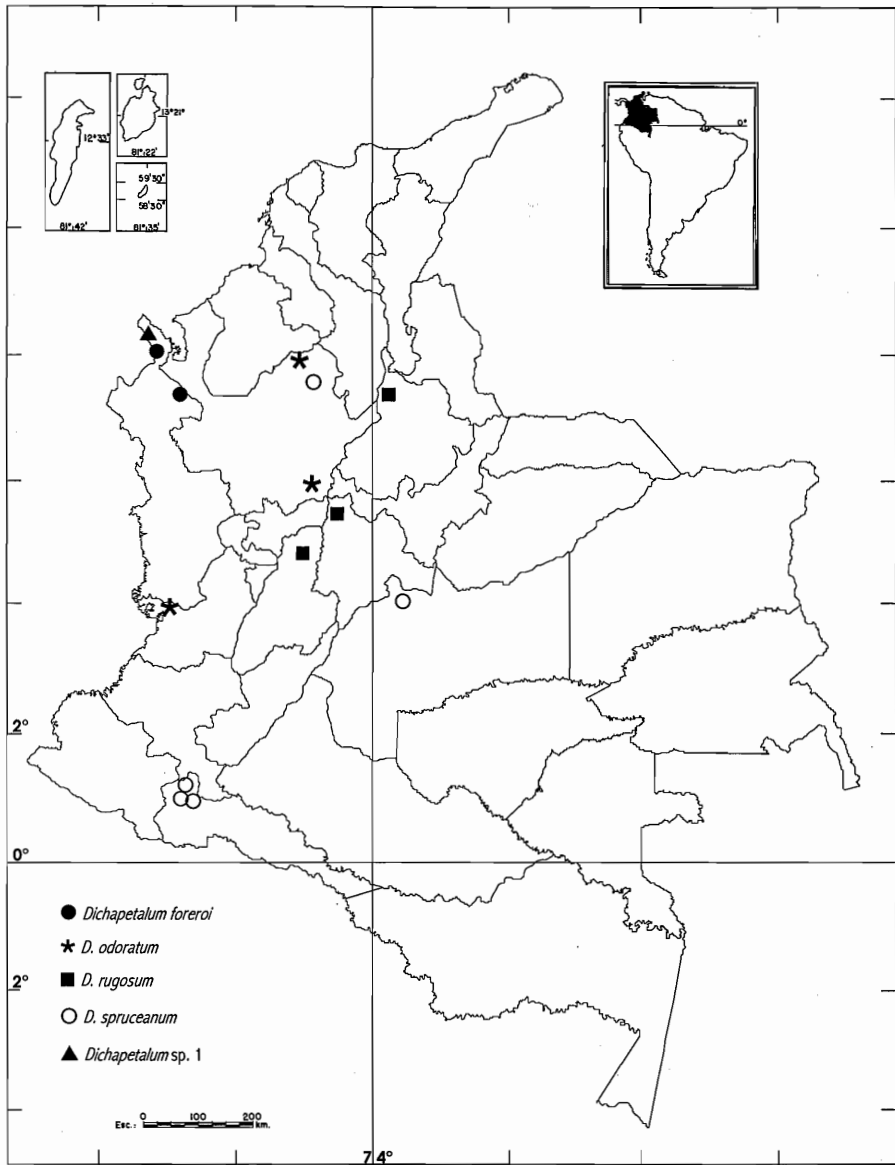 12°33'
81°:42'
13°21'
81°:22'
59'30"
58'30"
81°:35'
0°
2°
0°
Dichapetalum foreroi
D. odoratum
D. rugosum
D. spruceanum
2°
Dichapetalum sp. 1
Esc.: 0 100 200 km.
74°